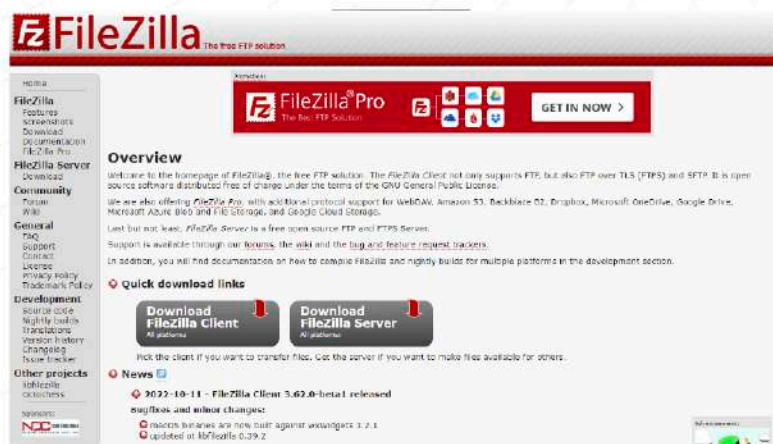 FileZilla The free FTP solution
Promotion:
FileZilla® Pro
The Best FTP Solution
GET IN NOW >
Home
FileZilla
Features
Screenshots
Download
Documentation
FileZilla Pro
FileZilla Server
Download
Community
Forum
Wiki
General
FAQ
Support
Contact
License
Privacy Policy
Trademark Policy
Development
Source code
Nightly builds
Translations
Version history
Changelog
Issue tracker
Other projects
libfilezilla
Octochess
Sponsors:
Overview
Welcome to the homepage of FileZilla®, the free FTP solution. The FileZilla Client not only supports FTP, but also FTP over TLS (FTPS) and SFTP. It is open
source software distributed free of charge under the terms of the GNU General Public License.
We are also offering FileZilla Pro, with additional protocol support for WebDAV, Amazon S3, Backblaze B2, Dropbox, Microsoft OneDrive, Google Drive,
Microsoft Azure Blob and File Storage, and Google Cloud Storage.
Last but not least, FileZilla Server is a free open source FTP and FTPS Server.
Support is available through our forums, the wiki and the bug and feature request trackers.
In addition, you will find documentation on how to compile FileZilla and nightly builds for multiple platforms in the development section.
Quick download links
Download
FileZilla Client
All platforms
Download
FileZilla Server
All platforms
Pick the client if you want to transfer files. Get the server if you want to make files available for others.
News
2022-10-11 - FileZilla Client 3.62.0-beta1 released
Bugfixes and minor changes:
macOS binaries are now built against wxWidgets 3.2.1
Updated to libfilezilla 0.39.2